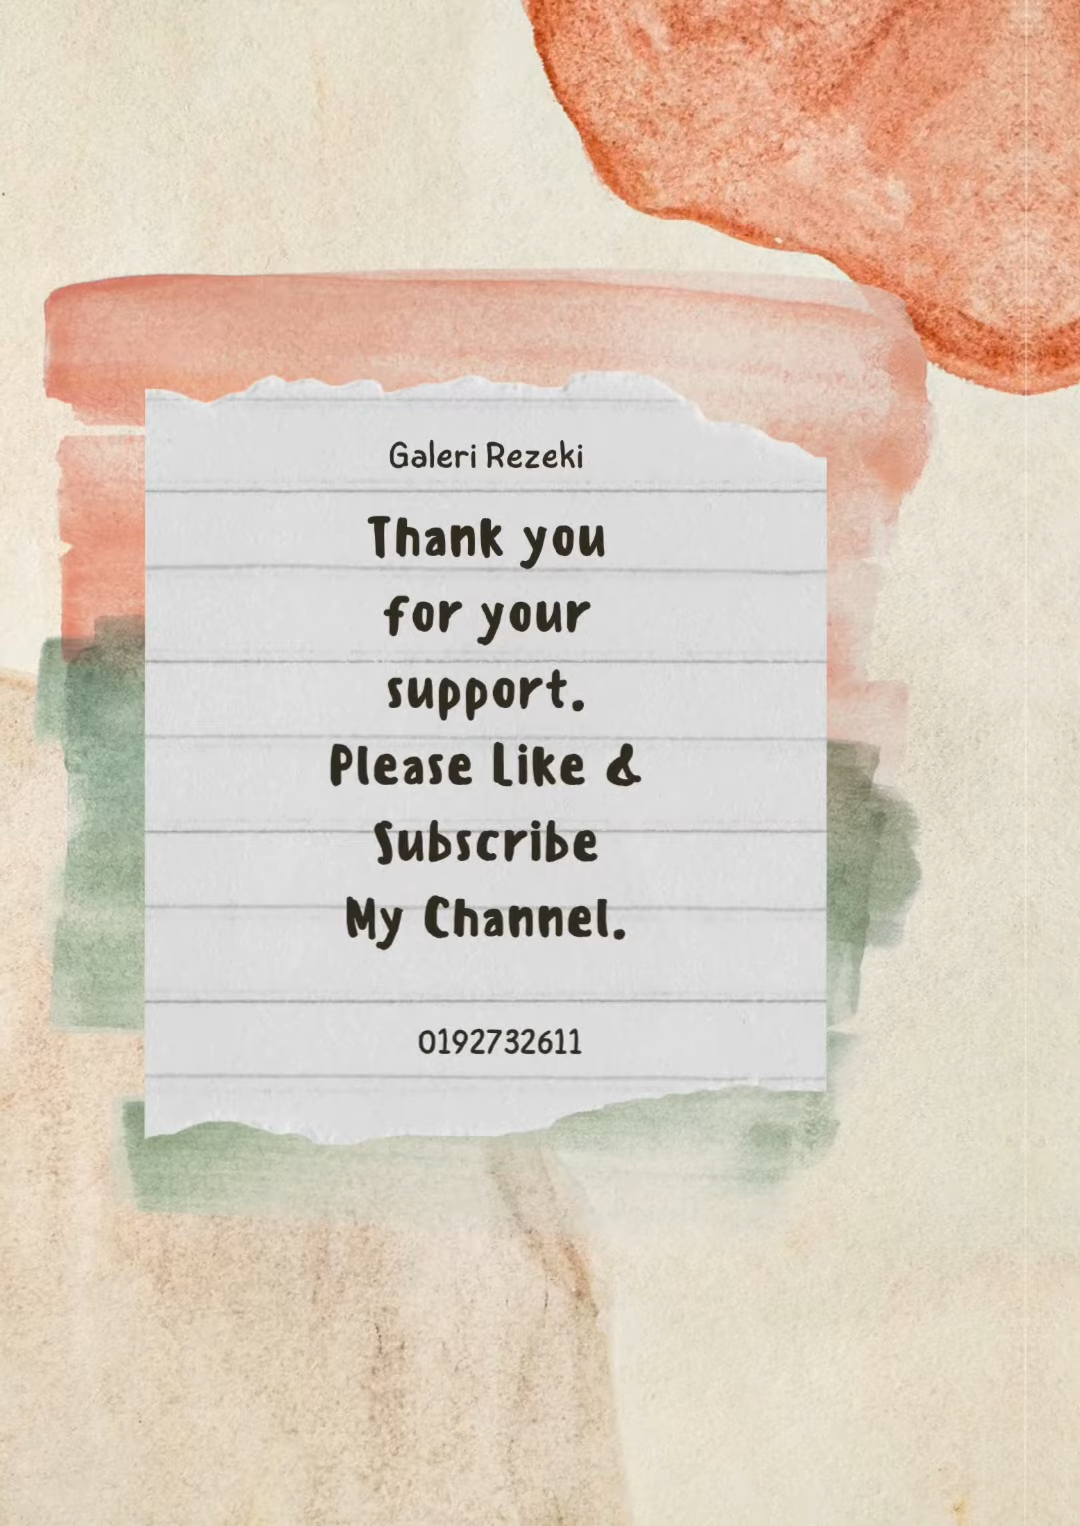 Galeri Rezeki
Thank you
for your
support.
Please Like &
Subscribe
My Channel.
0192732611